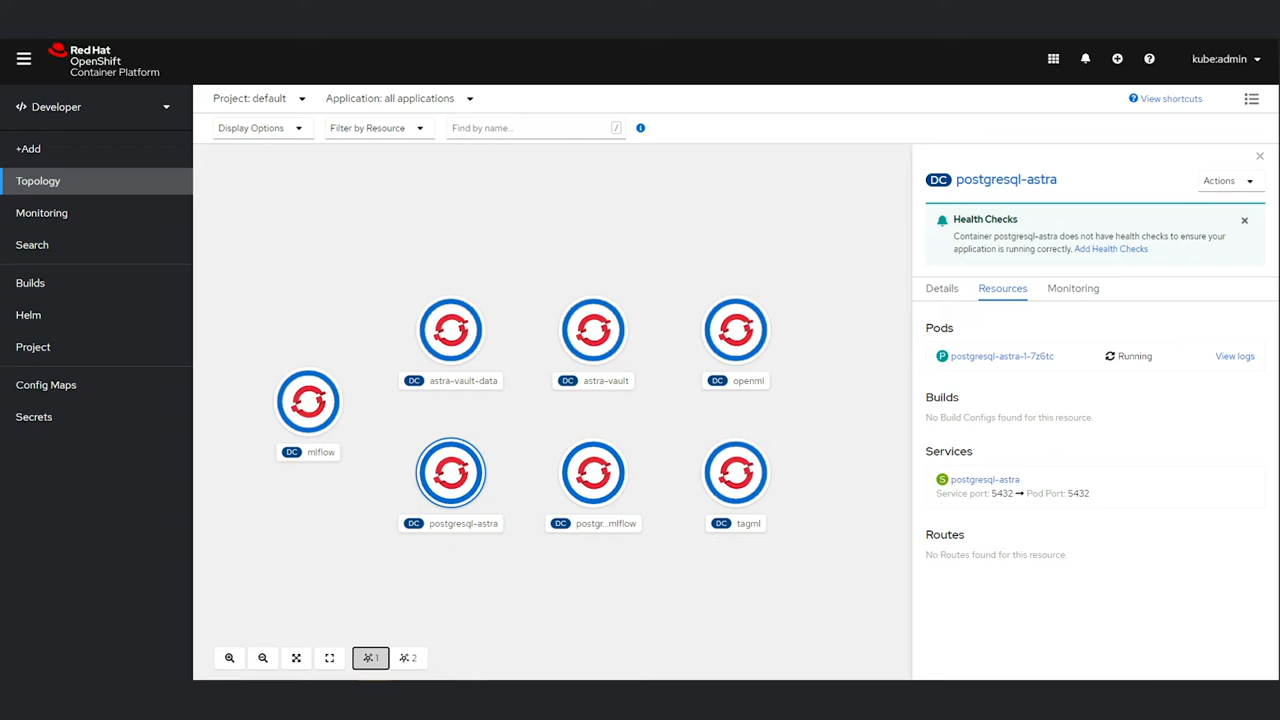 Red Hat
OpenShift
Container Platform
kube:admin
Developer
+Add
Topology
Monitoring
Search
Builds
Helm
Project
Config Maps
Secrets
Project: default
Application: all applications
View shortcuts
Display Options
Filter by Resource
Find by name...
/
DC mlflow
DC astra-vault-data
DC astra-vault
DC openml
DC postgresql-astra
DC postgr...mlflow
DC tagml
1
2
DC postgresql-astra
Actions
Health Checks
Container postgresql-astra does not have health checks to ensure your
application is running correctly. Add Health Checks
Details Resources Monitoring
Pods
P postgresql-astra-1-7z6tc Running View logs
Builds
No Build Configs found for this resource.
Services
S postgresql-astra
Service port: 5432 → Pod Port: 5432
Routes
No Routes found for this resource.